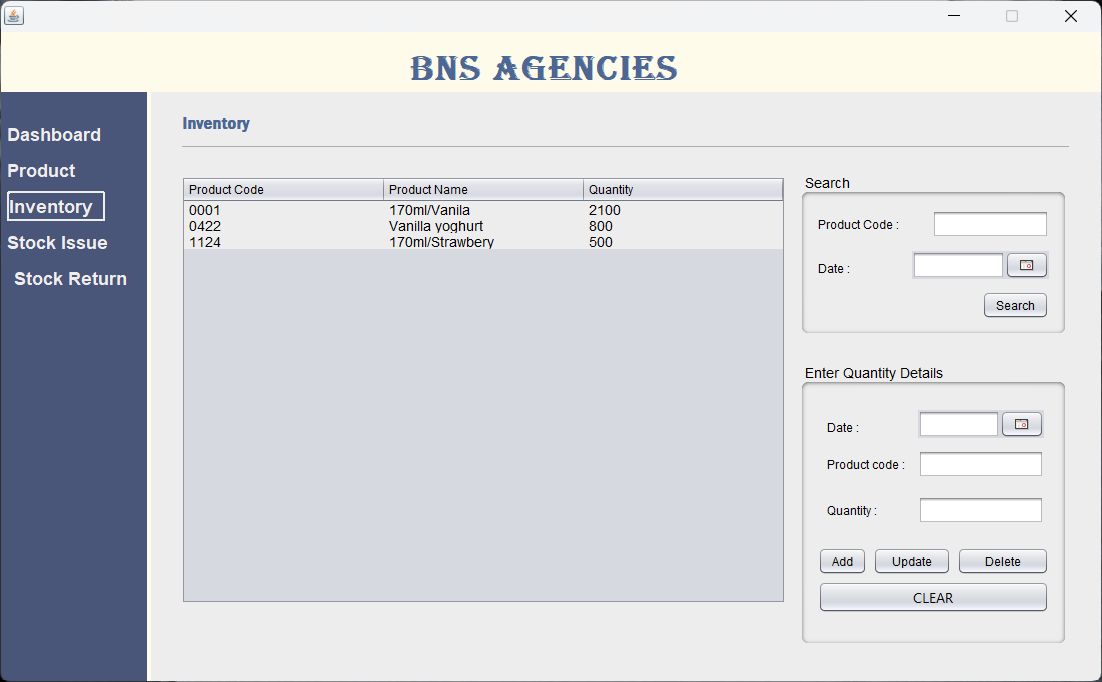 BNS AGENCIES
Dashboard
Product
Inventory
Stock Issue
Stock Return
Inventory
Product Code Product Name Quantity
0001 170ml/Vanila 2100
0422 Vanilla yoghurt 800
1124 170ml/Strawbery 500
Search
Product Code :
Date :
Search
Enter Quantity Details
Date :
Product code :
Quantity :
Add Update Delete
CLEAR